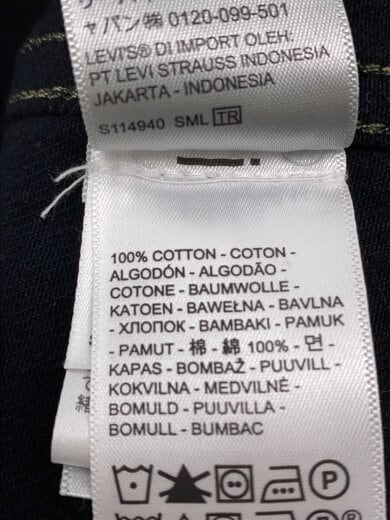 ャパン㈱ 0120-099-501
LEVI'S® DI IMPORT OLEH:
PT LEVI STRAUSS INDONESIA
JAKARTA - INDONESIA
S114940 SML TR
100% COTTON - COTON -
ALGODÓN - ALGODÃO -
COTONE - BAUMWOLLE -
KATOEN - BAWEŁNA - BAVLNA
- ХЛОПОК - BAMBAKI - PAMUK
- PAMUT - 棉 - 綿 100% - 면 -
KAPAS - BOMBAŽ - PUUVILL -
KOKVILNA - MEDVILNĖ -
BOMULD - PUUVILLA -
BOMULL - BUMBAC
P